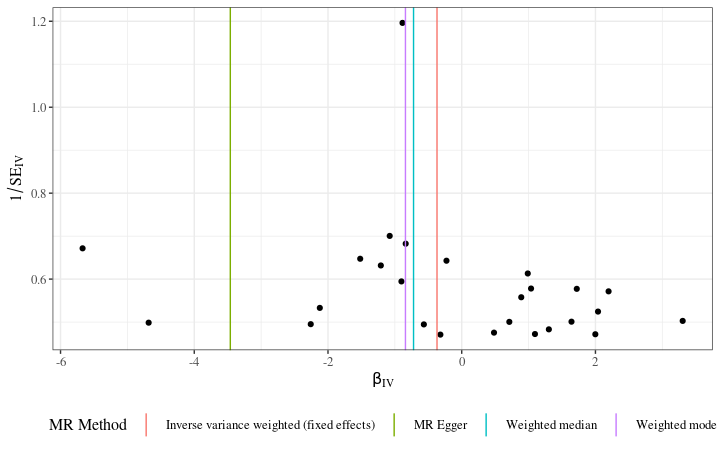 1.2
1.0
0.8
0.6
1/SE_IV
-6 -4 -2 0 2
β_IV
MR Method Inverse variance weighted (fixed effects) MR Egger Weighted median Weighted mode